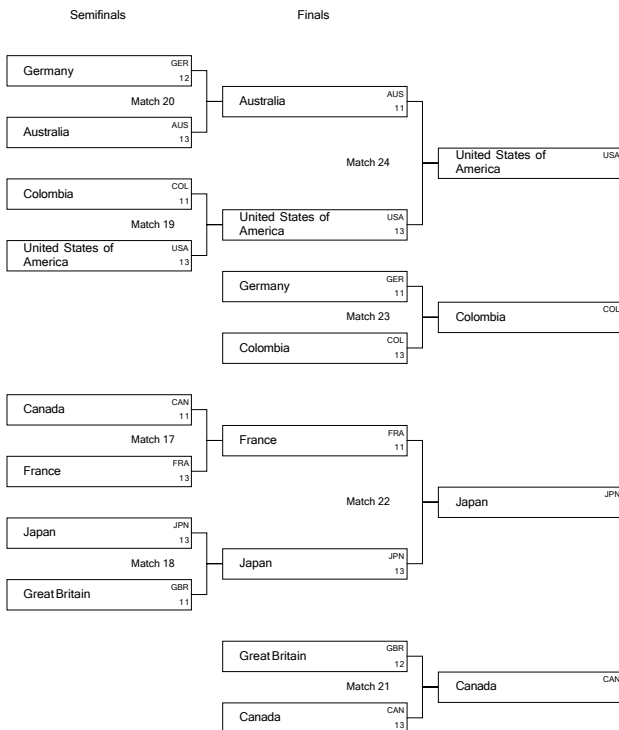 Semifinals Finals
Germany GER
12
Match 20
Australia AUS
13
Australia AUS
11
Colombia COL
11
Match 19
United States of
America USA
13
United States of
America USA
13
Match 24
United States of
America USA
Germany GER
11
Match 23
Colombia COL
13
Colombia COL
Canada CAN
11
Match 17
France FRA
13
France FRA
11
Japan JPN
13
Match 18
Great Britain GBR
11
Japan JPN
13
Match 22
Japan JPN
Great Britain GBR
12
Match 21
Canada CAN
13
Canada CAN